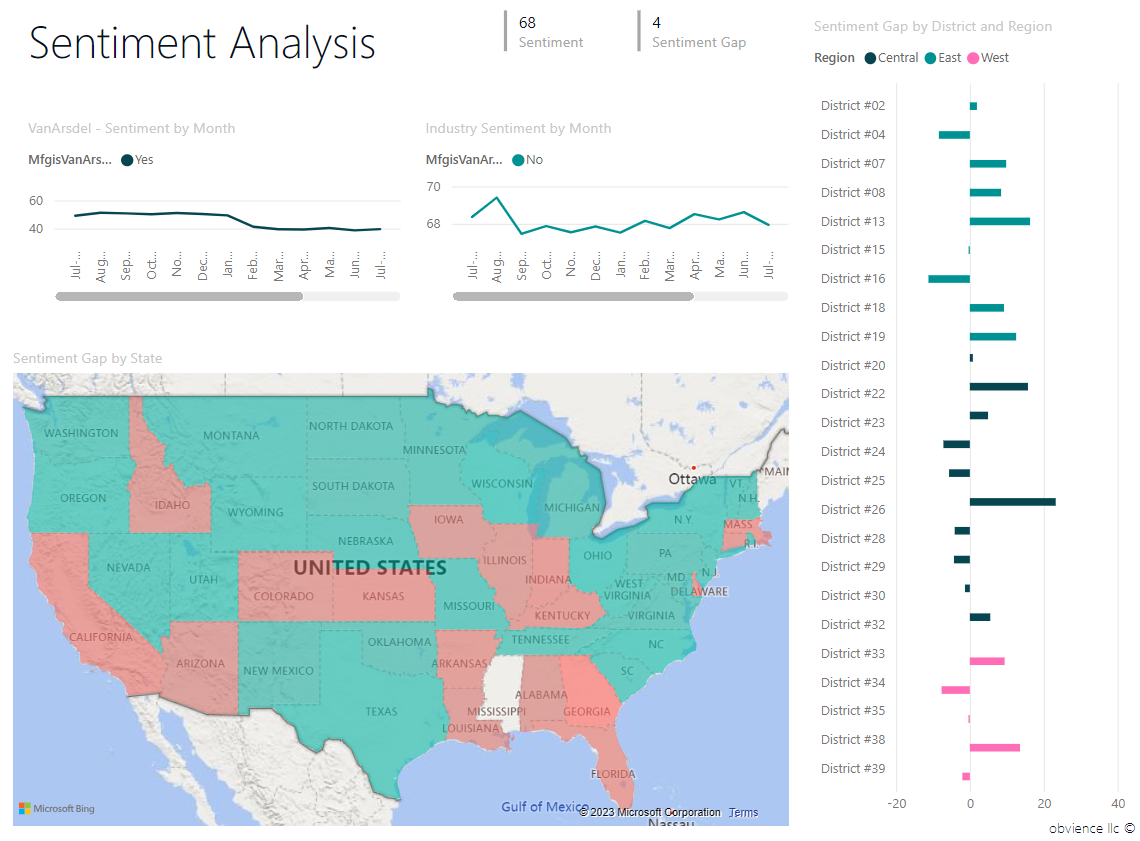 Sentiment Analysis
68
Sentiment
4
Sentiment Gap
VanArsdel - Sentiment by Month
MfgisVanArs... Yes
60
40
Jul-...
Aug...
Sep...
Oct...
No...
Dec...
Jan...
Feb...
Mar...
Apr...
Ma...
Jun...
Jul-...
Industry Sentiment by Month
MfgisVanAr... No
70
68
Jul-...
Aug...
Sep...
Oct...
No...
Dec...
Jan...
Feb...
Mar...
Apr...
Ma...
Jun...
Jul-...
Sentiment Gap by State
WASHINGTON
MONTANA
NORTH DAKOTA
MINNESOTA
Ottawa
MAIN
OREGON
IDAHO
WYOMING
SOUTH DAKOTA
WISCONSIN
MICHIGAN
VT
N.H.
IOWA
N.Y.
MASS
R.I.
NEBRASKA
NEVADA
UTAH
UNITED STATES
ILLINOIS
INDIANA
OHIO
PA
N.J.
COLORADO
KANSAS
MISSOURI
WEST
VIRGINIA
MD.
DELAWARE
KENTUCKY
VIRGINIA
CALIFORNIA
ARIZONA
NEW MEXICO
OKLAHOMA
ARKANSAS
TENNESSEE
NC
SC
TEXAS
MISSISSIPPI
ALABAMA
GEORGIA
LOUISIANA
FLORIDA
Microsoft Bing
Gulf of Mexico
© 2023 Microsoft Corporation Terms
Nassau
Sentiment Gap by District and Region
Region Central East West
District #02
District #04
District #07
District #08
District #13
District #15
District #16
District #18
District #19
District #20
District #22
District #23
District #24
District #25
District #26
District #28
District #29
District #30
District #32
District #33
District #34
District #35
District #38
District #39
-20
0
20
40
obvience llc ©